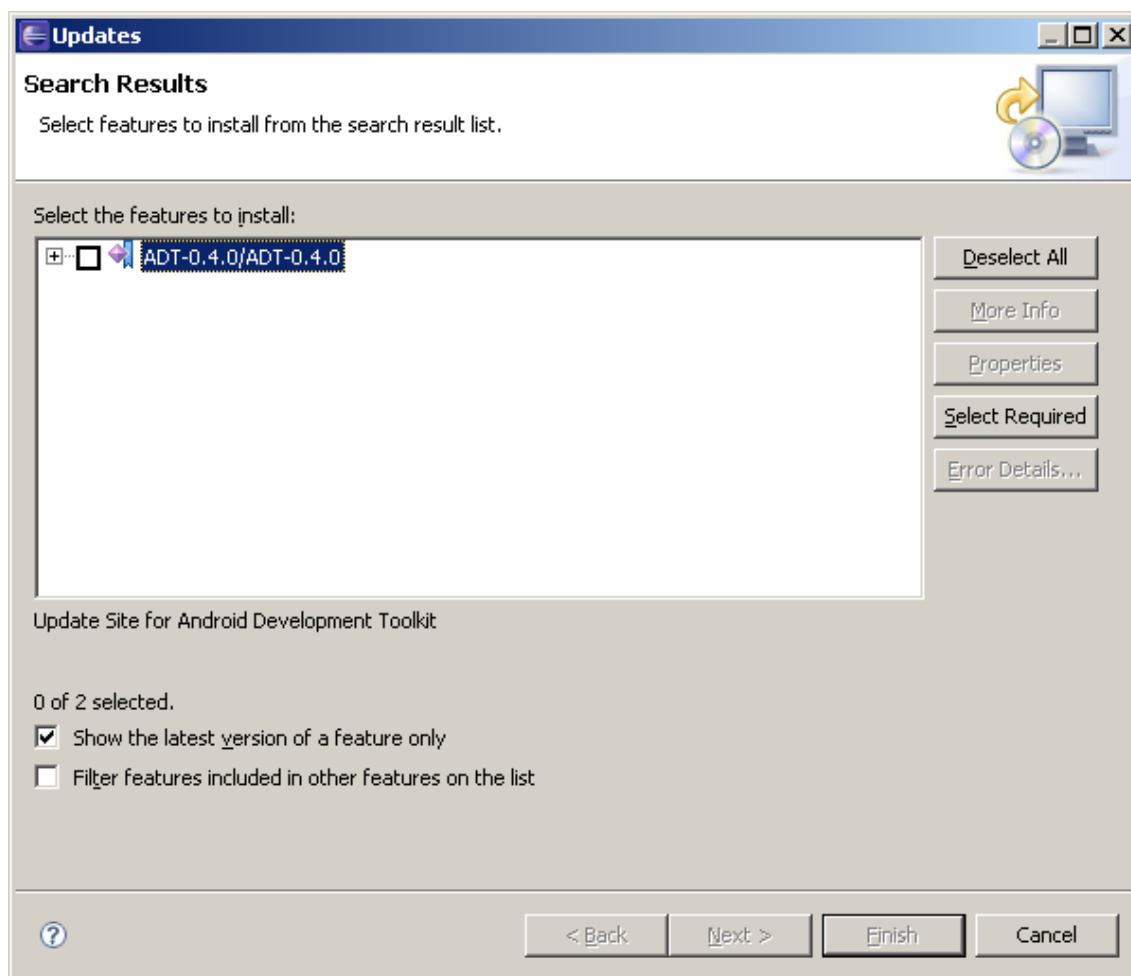 Updates
Search Results
Select features to install from the search result list.
Select the features to install:
ADT-0.4.0/ADT-0.4.0
Deselect All
More Info
Properties
Select Required
Error Details...
Update Site for Android Development Toolkit
0 of 2 selected.
Show the latest version of a feature only
Filter features included in other features on the list
< Back
Next >
Finish
Cancel